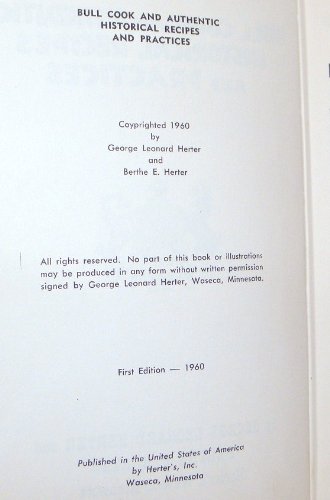 BULL COOK AND AUTHENTIC
HISTORICAL RECIPES
AND PRACTICES
Coyprighted 1960
by
George Leonard Herter
and
Berthe E. Herter
All rights reserved. No part of this book or illustrations
may be produced in any form without written permission
signed by George Leonard Herter, Waseca, Minnesota.
First Edition — 1960
Published in the United States of America
by Herter's, Inc.
Waseca, Minnesota